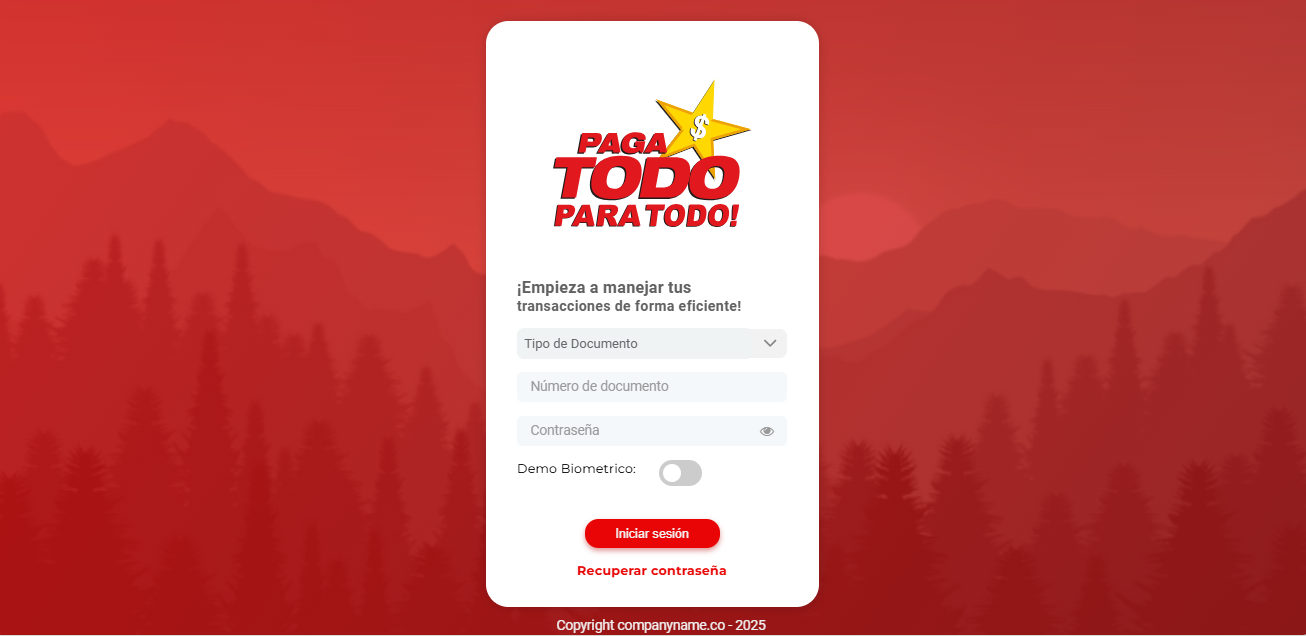 $
PAGA
TODO
PARA TODO!
¡Empieza a manejar tus
transacciones de forma eficiente!
Tipo de Documento
Número de documento
Contraseña
Demo Biometrico:
Iniciar sesión
Recuperar contraseña
Copyright companyname.co - 2025